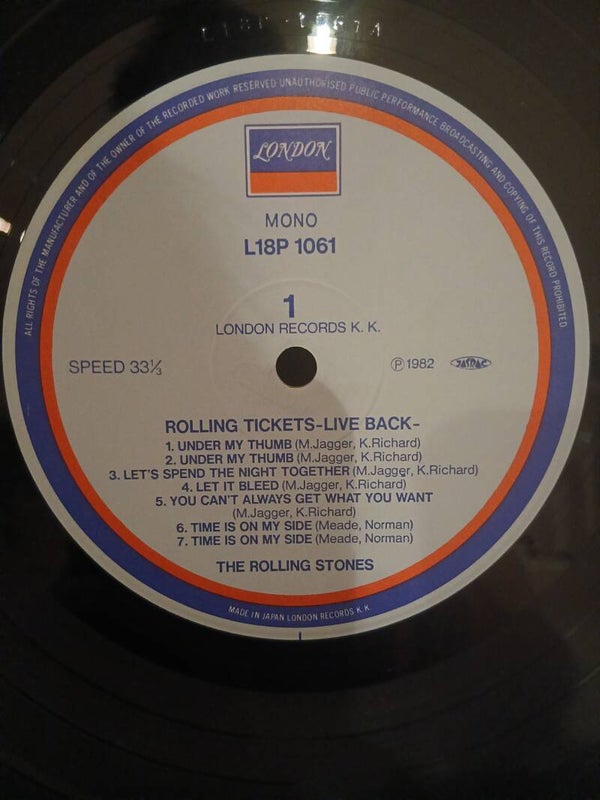 ALL RIGHTS OF THE MANUFACTURER AND OF THE OWNER OF THE RECORDED WORK RESERVED UNAUTHORISED PUBLIC PERFORMANCE BROADCASTING AND COPYING OF THIS RECORD PROHIBITED
LONDON
MONO
L18P 1061
1
LONDON RECORDS K. K.
SPEED 33⅓
Ⓟ1982
JASRAC
ROLLING TICKETS-LIVE BACK-
1. UNDER MY THUMB (M.Jagger, K.Richard)
2. UNDER MY THUMB (M.Jagger, K.Richard)
3. LET'S SPEND THE NIGHT TOGETHER (M.Jagger, K.Richard)
4. LET IT BLEED (M.Jagger, K.Richard)
5. YOU CAN'T ALWAYS GET WHAT YOU WANT
(M.Jagger, K.Richard)
6. TIME IS ON MY SIDE (Meade, Norman)
7. TIME IS ON MY SIDE (Meade, Norman)
THE ROLLING STONES
MADE IN JAPAN LONDON RECORDS K. K.